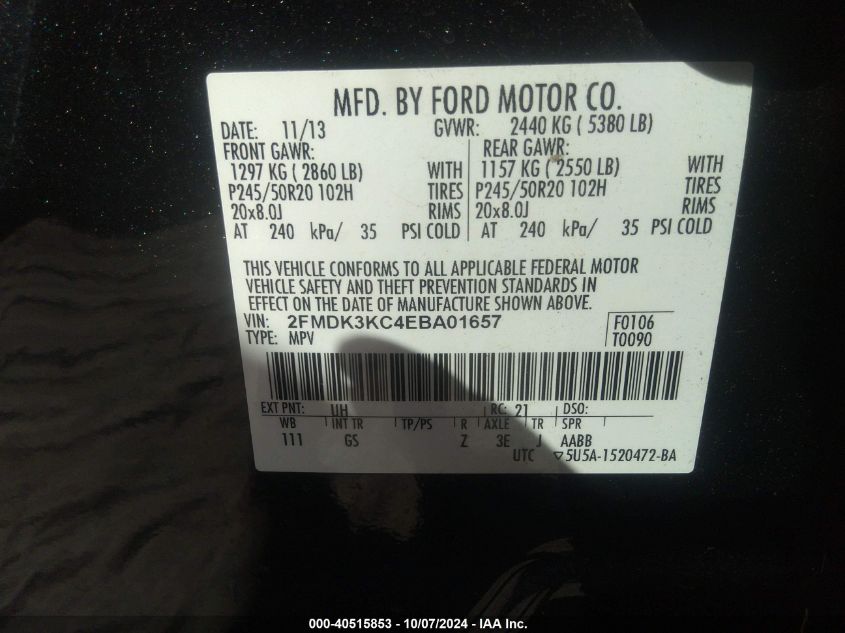 MFD. BY FORD MOTOR CO.
DATE: 11/13 GVWR: 2440 KG ( 5380 LB)
FRONT GAWR: REAR GAWR:
1297 KG ( 2860 LB) WITH 1157 KG ( 2550 LB) WITH
P245/50R20 102H TIRES P245/50R20 102H TIRES
20x8.0J RIMS 20x8.0J RIMS
AT 240 kPa/ 35 PSI COLD AT 240 kPa/ 35 PSI COLD
THIS VEHICLE CONFORMS TO ALL APPLICABLE FEDERAL MOTOR
VEHICLE SAFETY AND THEFT PREVENTION STANDARDS IN
EFFECT ON THE DATE OF MANUFACTURE SHOWN ABOVE.
VIN: 2FMDK3KC4EBA01657 F0106
TYPE: MPV T0090
EXT PNT: UH RC: 21 DSO:
WB INT TR TP/PS R AXLE TR SPR
111 GS Z 3E J AABB
UTC ▽5U5A-1520472-BA
000-40515853 - 10/07/2024 - IAA Inc.